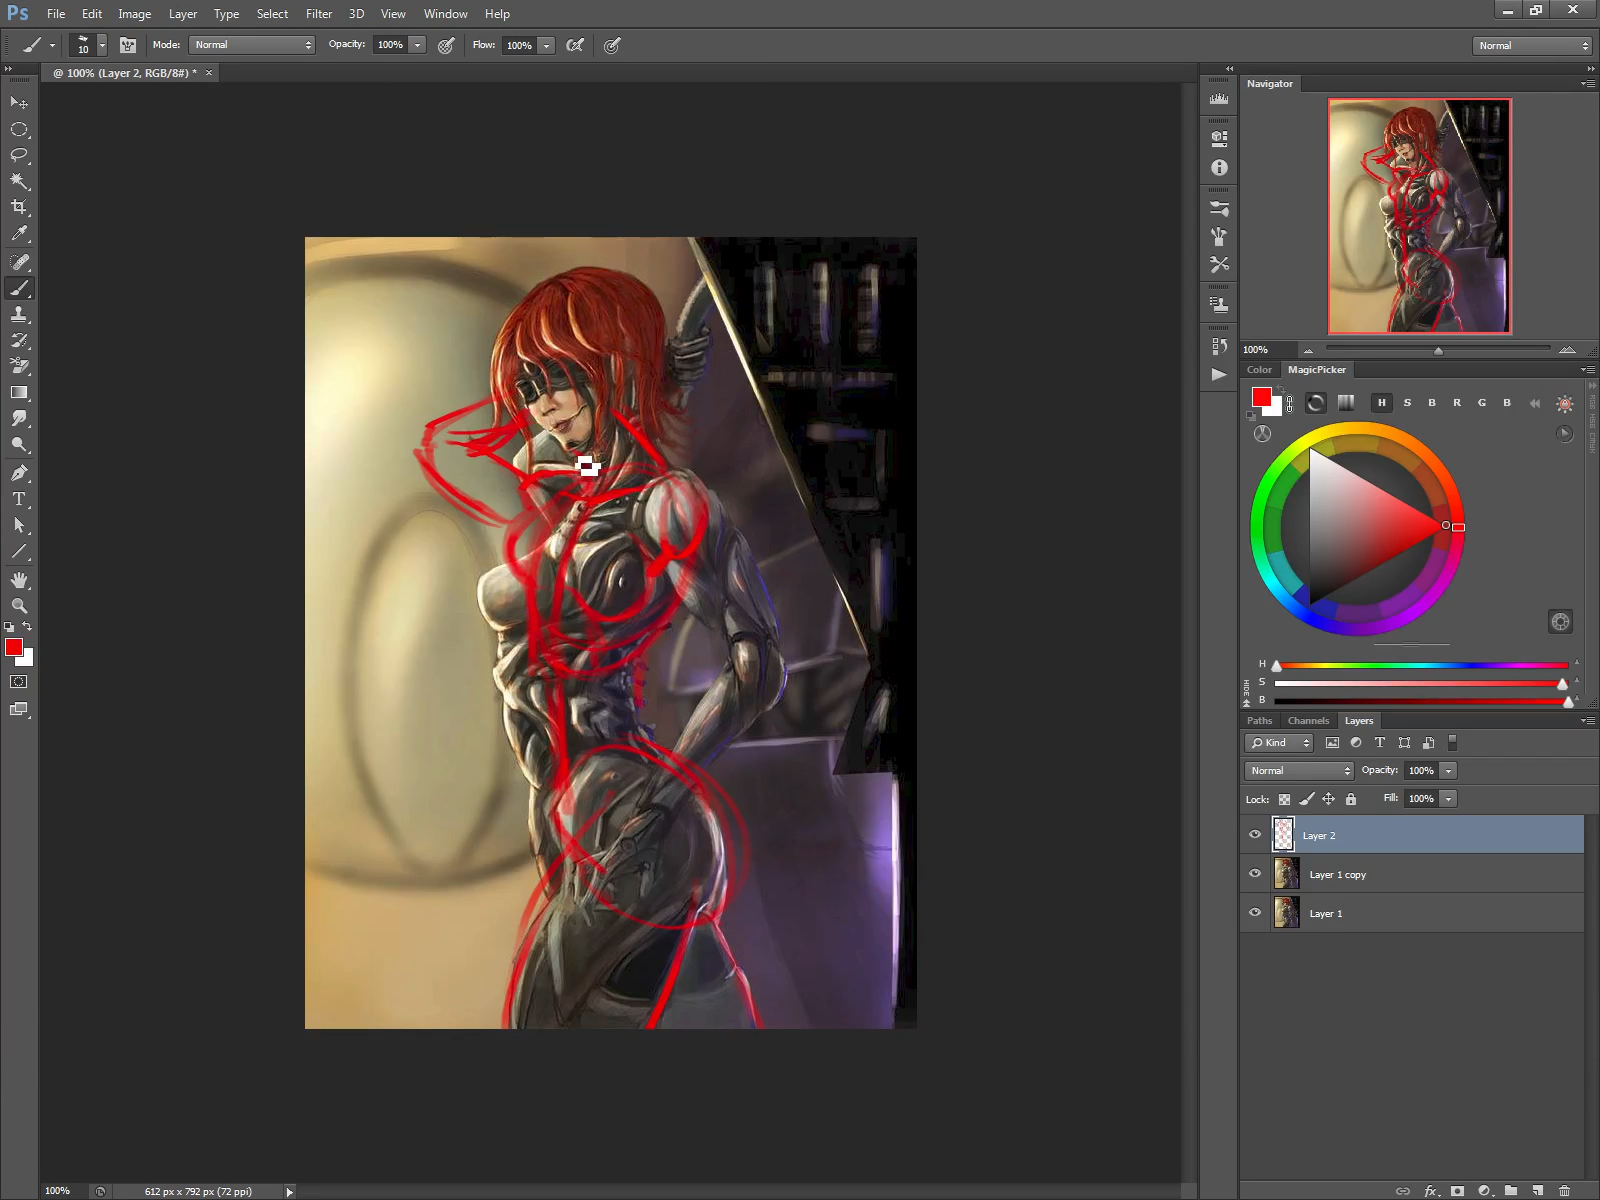 Ps File Edit Image Layer Type Select Filter 3D View Window Help
10 Mode: Normal Opacity: 100% Flow: 100% Normal
@ 100% (Layer 2, RGB/8#) * ×
Navigator
100%
Color MagicPicker
H S B R G B
H
S
B
HIDE
Paths Channels Layers
Kind T
Normal Opacity: 100%
Lock: Fill: 100%
Layer 2
Layer 1 copy
Layer 1
fx
100% 612 px x 792 px (72 ppi)